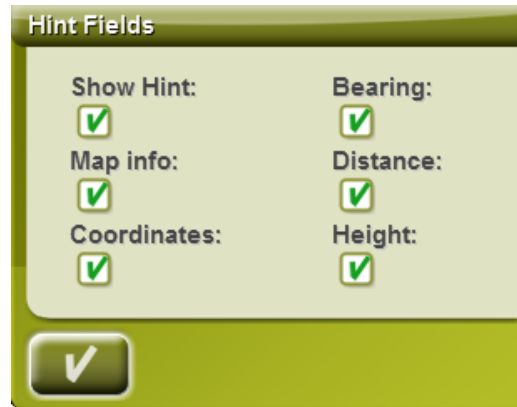 Hint Fields
Show Hint: Bearing:
Map info: Distance:
Coordinates: Height: